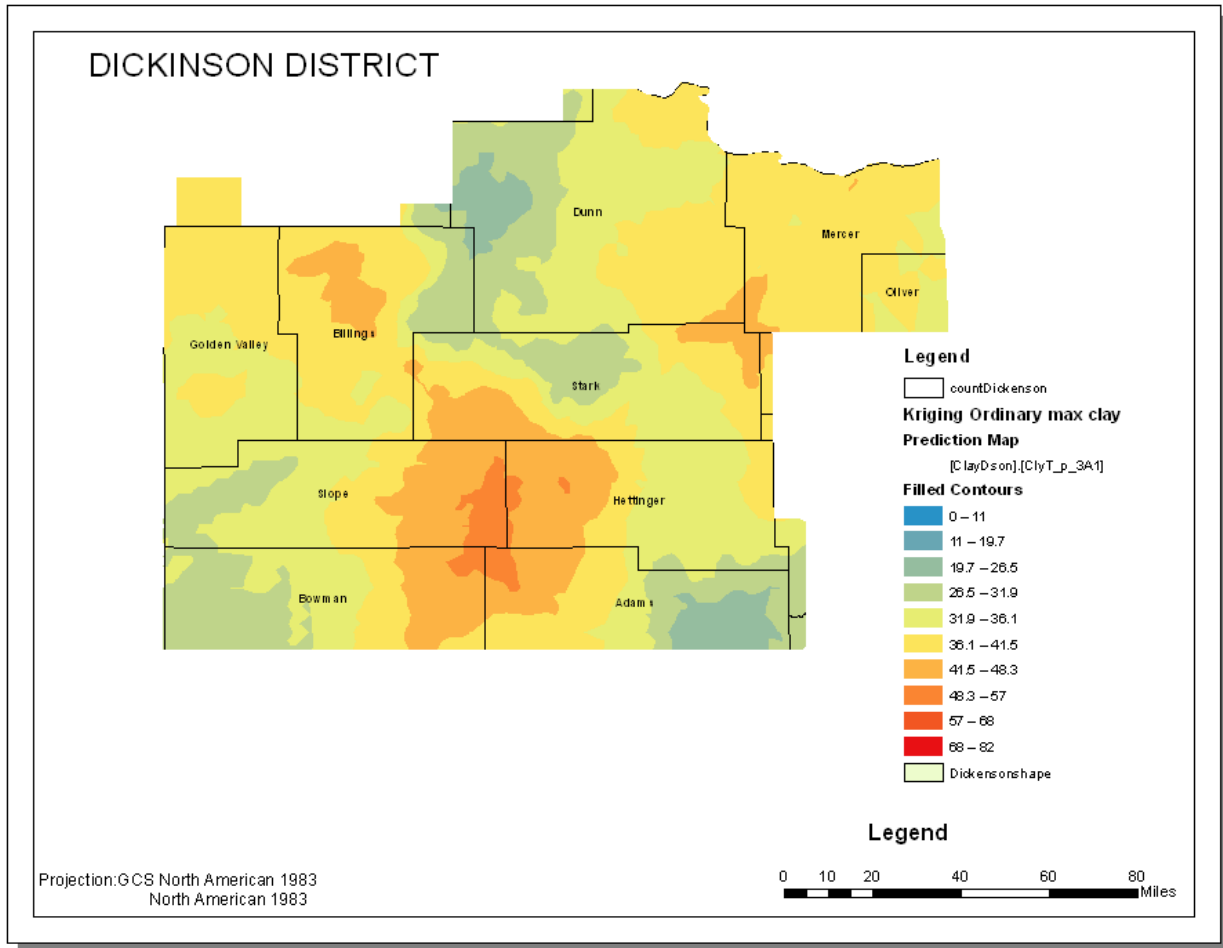 DICKINSON DISTRICT
Dunn
Mercer
Oliver
Billings
Golden Valley
Stark
Slope
Hettinger
Bowman
Adams
Legend
countDickenson
Kriging Ordinary max clay
Prediction Map
[ClayDson].[ClyT_p_3A1]
Filled Contours
0 – 11
11 – 19.7
19.7 – 26.5
26.5 – 31.9
31.9 – 36.1
36.1 – 41.5
41.5 – 48.3
48.3 – 57
57 – 68
68 – 82
Dickensonshape
Legend
0 10 20 40 60 80
Miles
Projection:GCS North American 1983
North American 1983